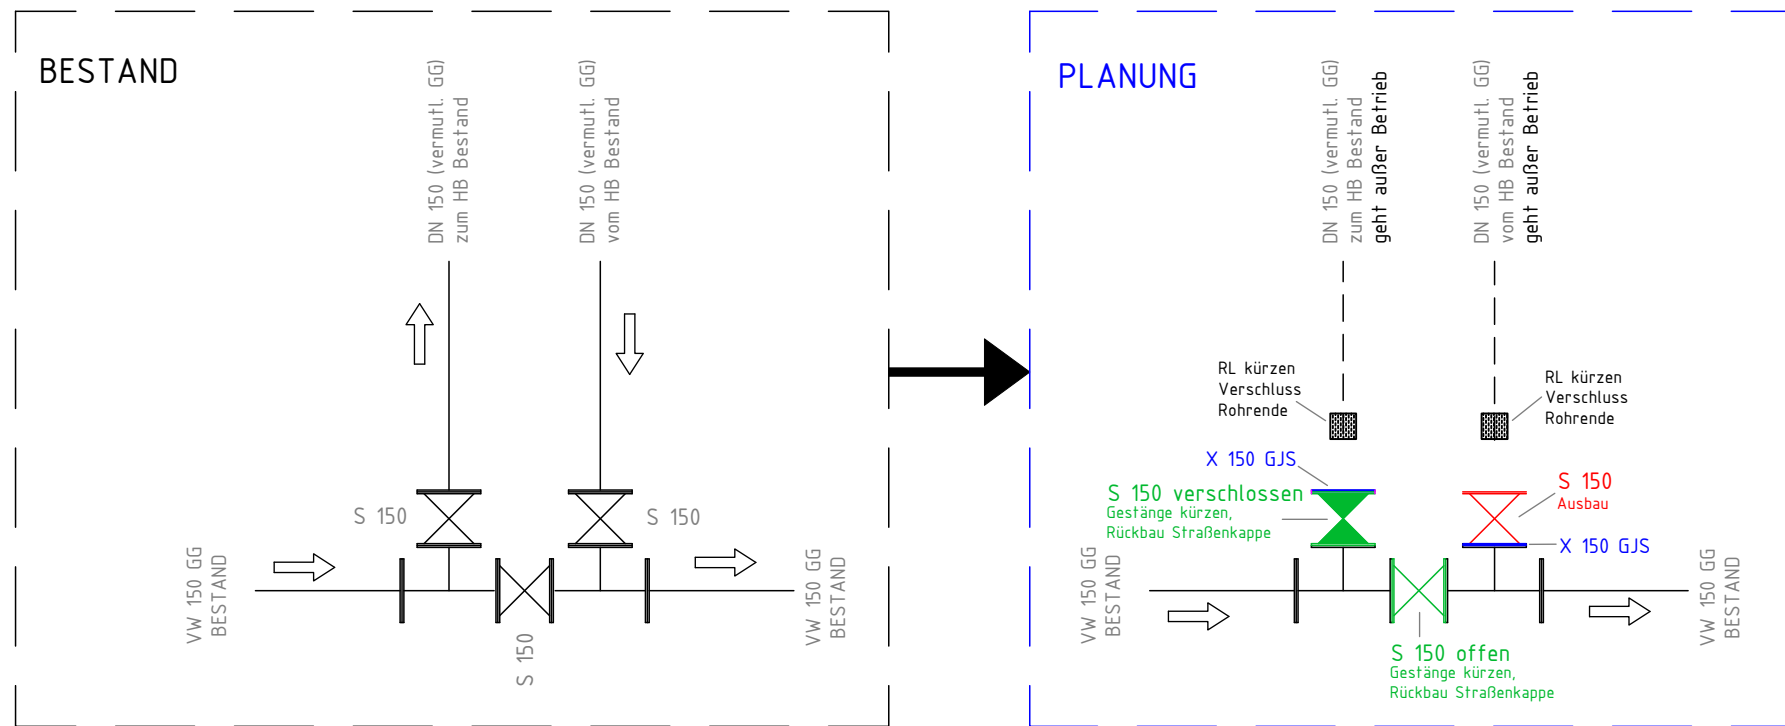 BESTAND
DN 150 (vermutl. GG)
zum HB Bestand
DN 150 (vermutl. GG)
vom HB Bestand
S 150
S 150
VW 150 GG
BESTAND
VW 150 GG
BESTAND
S 150
PLANUNG
DN 150 (vermutl. GG)
zum HB Bestand
geht außer Betrieb
DN 150 (vermutl. GG)
vom HB Bestand
geht außer Betrieb
RL kürzen
Verschluss
Rohrende
RL kürzen
Verschluss
Rohrende
X 150 GJS
S 150 verschlossen
Gestänge kürzen,
Rückbau Straßenkappe
S 150
Ausbau
X 150 GJS
VW 150 GG
BESTAND
VW 150 GG
BESTAND
S 150 offen
Gestänge kürzen,
Rückbau Straßenkappe